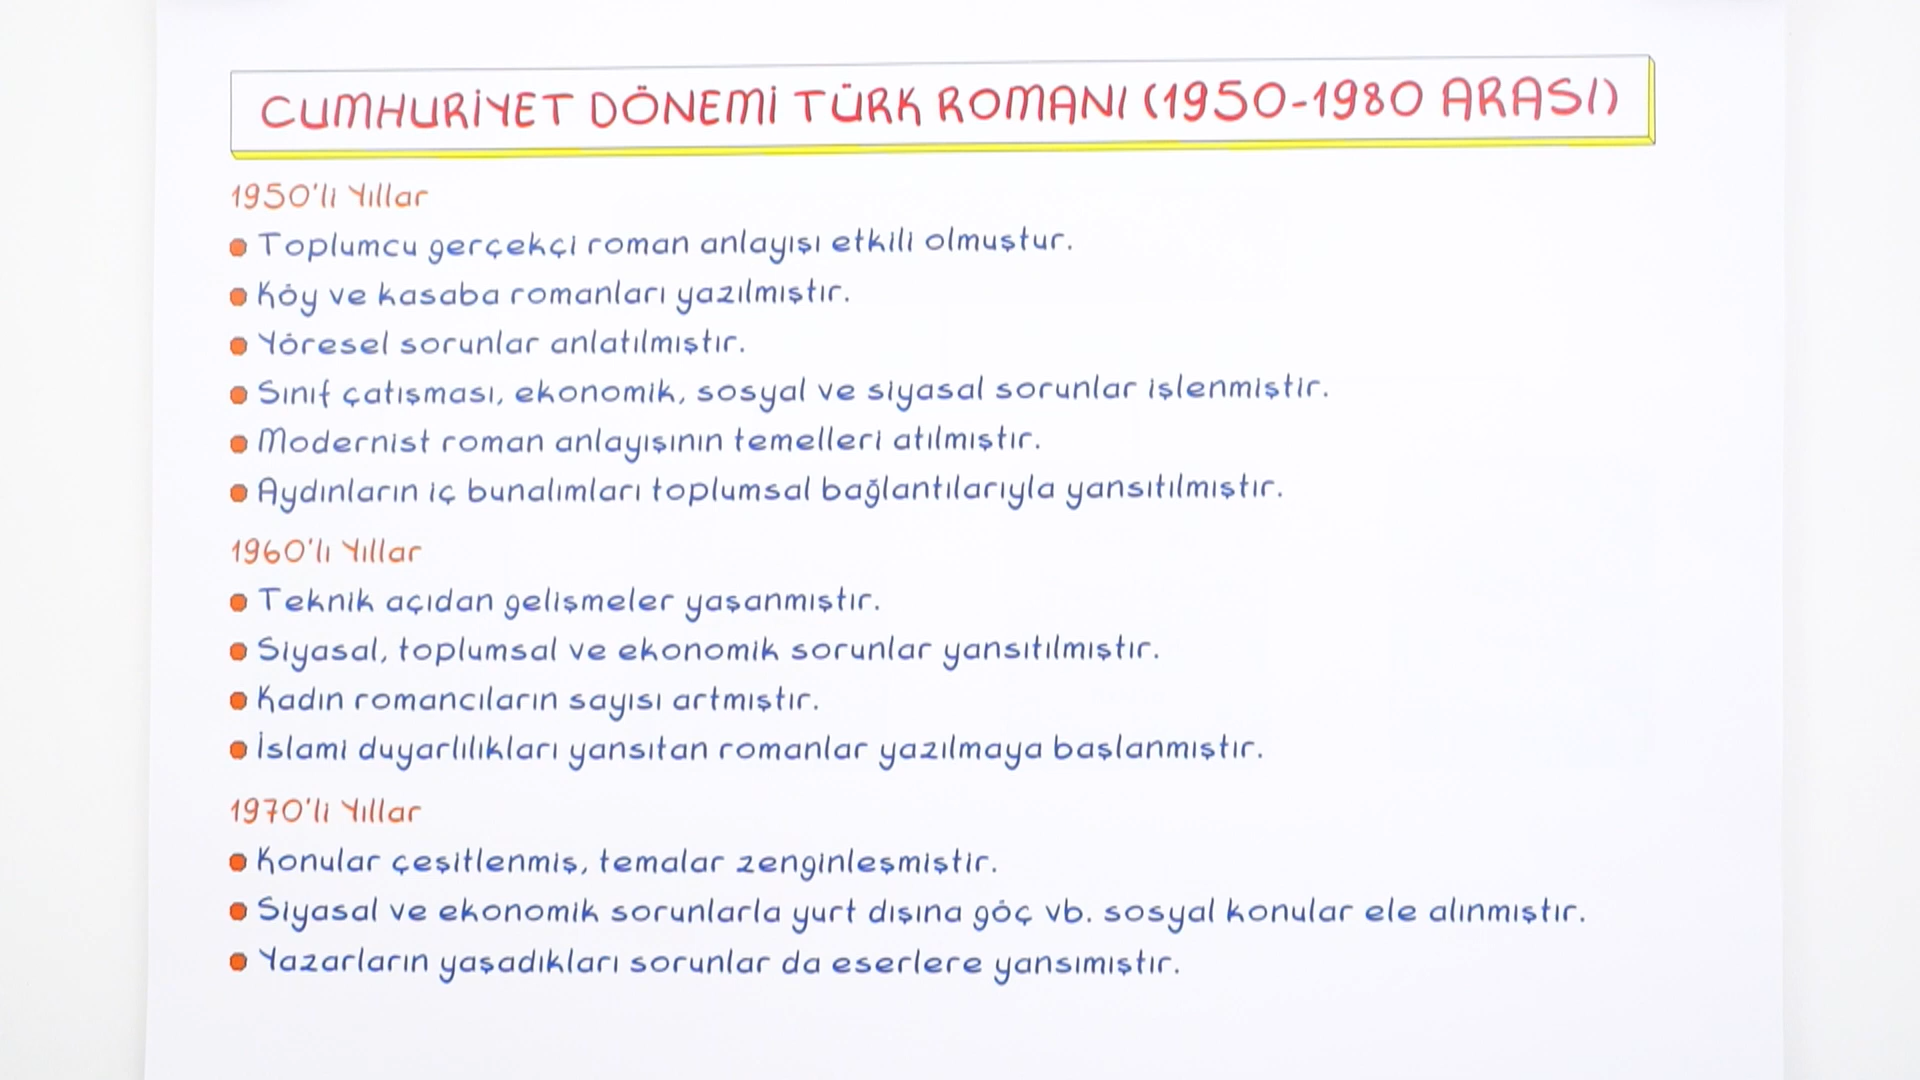 CUMHURİYET DÖNEMİ TÜRK ROMANI (1950-1980 ARASI)
1950'li Yıllar
Toplumcu gerçekçi roman anlayışı etkili olmuştur.
Köy ve kasaba romanları yazılmıştır.
Yöresel sorunlar anlatılmıştır.
Sınıf çatışması, ekonomik, sosyal ve siyasal sorunlar işlenmiştir.
Modernist roman anlayışının temelleri atılmıştır.
Aydınların iç bunalımları toplumsal bağlantılarıyla yansıtılmıştır.
1960'lı Yıllar
Teknik açıdan gelişmeler yaşanmıştır.
Siyasal, toplumsal ve ekonomik sorunlar yansıtılmıştır.
Kadın romancıların sayısı artmıştır.
İslami duyarlılıkları yansıtan romanlar yazılmaya başlanmıştır.
1970'li Yıllar
Konular çeşitlenmiş, temalar zenginleşmiştir.
Siyasal ve ekonomik sorunlarla yurt dışına göç vb. sosyal konular ele alınmıştır.
Yazarların yaşadıkları sorunlar da eserlere yansımıştır.